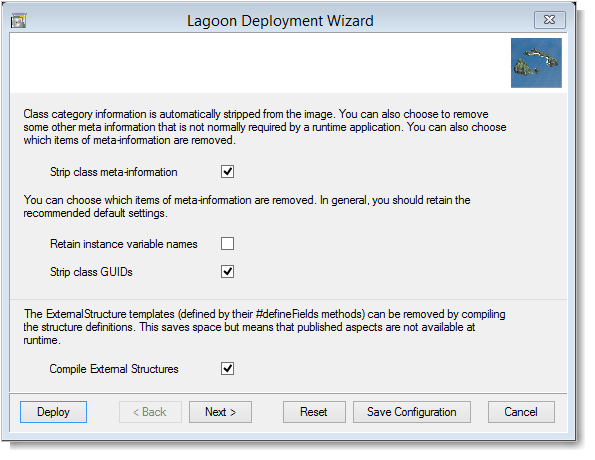 Lagoon Deployment Wizard
Class category information is automatically stripped from the image. You can also choose to remove
some other meta information that is not normally required by a runtime application. You can also choose
which items of meta-information are removed.
Strip class meta-information
You can choose which items of meta-information are removed. In general, you should retain the
recommended default settings.
Retain instance variable names
Strip class GUIDs
The ExternalStructure templates (defined by their #defineFields methods) can be removed by compiling
the structure definitions. This saves space but means that published aspects are not available at
runtime.
Compile External Structures
Deploy < Back Next > Reset Save Configuration Cancel